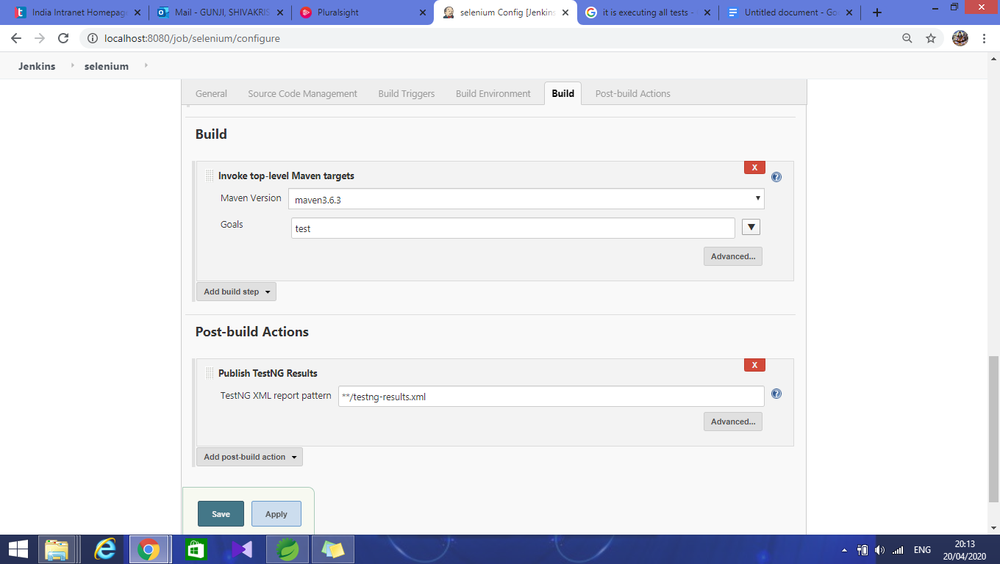 India Intranet Homepage
Mail - GUNJI, SHIVAKRIS
Pluralsight
selenium Config [Jenkins
it is executing all tests -
Untitled document - Go
localhost:8080/job/selenium/configure
Jenkins
selenium
General
Source Code Management
Build Triggers
Build Environment
Build
Post-build Actions
Build
X
Invoke top-level Maven targets
?
Maven Version
maven3.6.3
Goals
test
Advanced...
Add build step
Post-build Actions
X
Publish TestNG Results
TestNG XML report pattern
**/testng-results.xml
?
Advanced...
Add post-build action
Save
Apply
ENG
20:13
20/04/2020